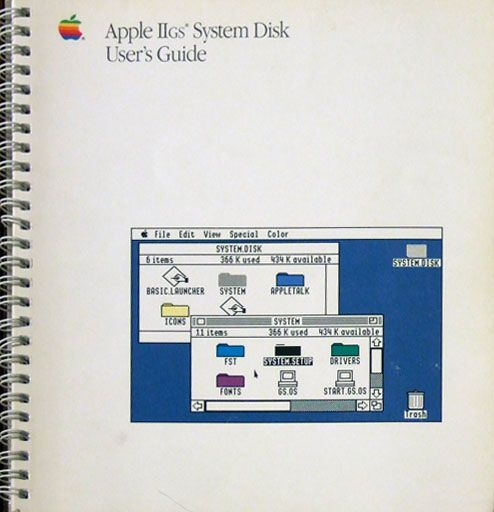 Apple IIGS® System Disk
User's Guide
File Edit View Special Color
SYSTEM.DISK
6 items 366 K used 434 K available
SYSTEM.DISK
BASIC.LAUNCHER SYSTEM APPLETALK
ICONS
SYSTEM
11 items 366 K used 434 K available
FST SYSTEM.SETUP DRIVERS
FONTS GS.OS START.GS.OS
Trash